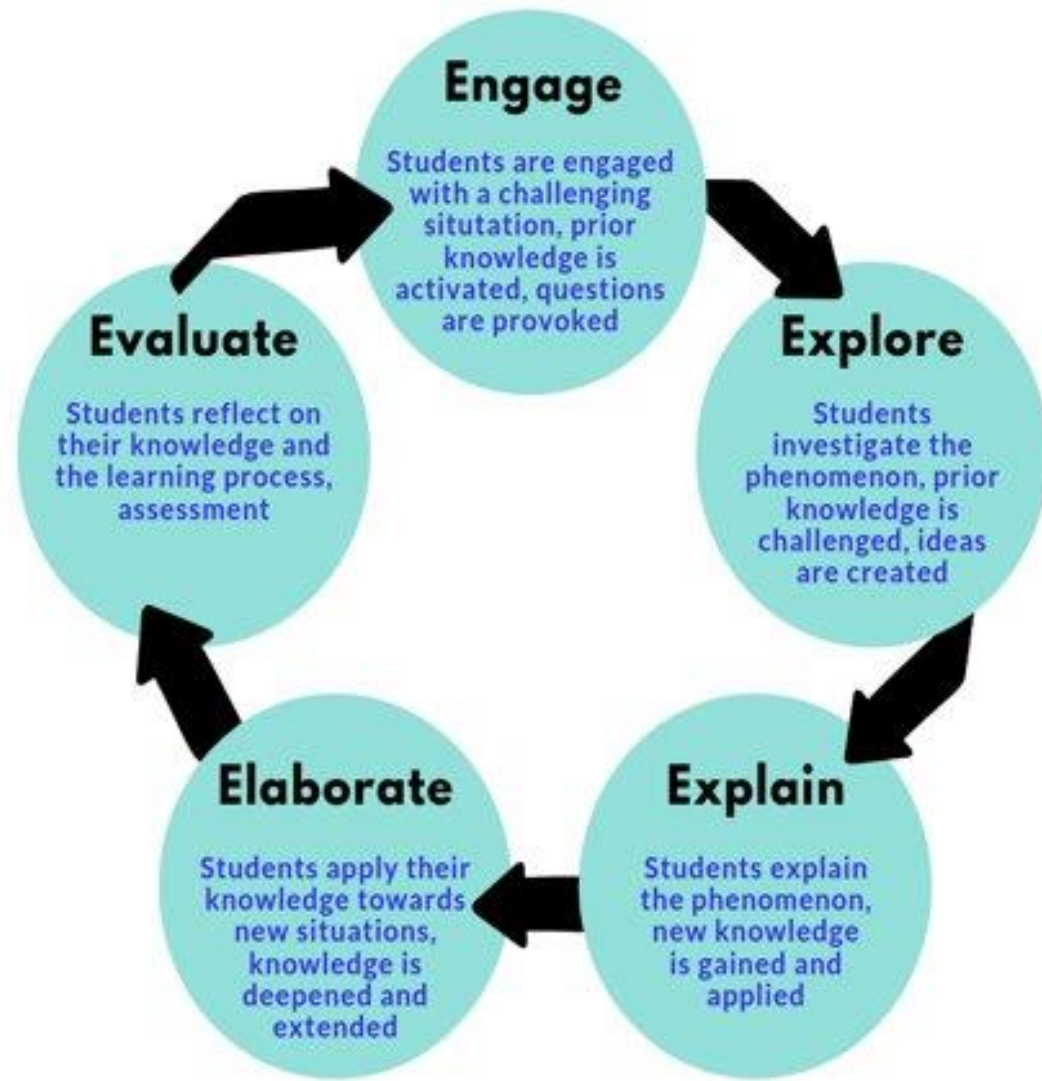 Engage
Students are engaged
with a challenging
situtation, prior
knowledge is
activated, questions
are provoked
Explore
Students
investigate the
phenomenon, prior
knowledge is
challenged, ideas
are created
Explain
Students explain
the phenomenon,
new knowledge
is gained and
applied
Elaborate
Students apply their
knowledge towards
new situations,
knowledge is
deepened and
extended
Evaluate
Students reflect on
their knowledge and
the learning process,
assessment